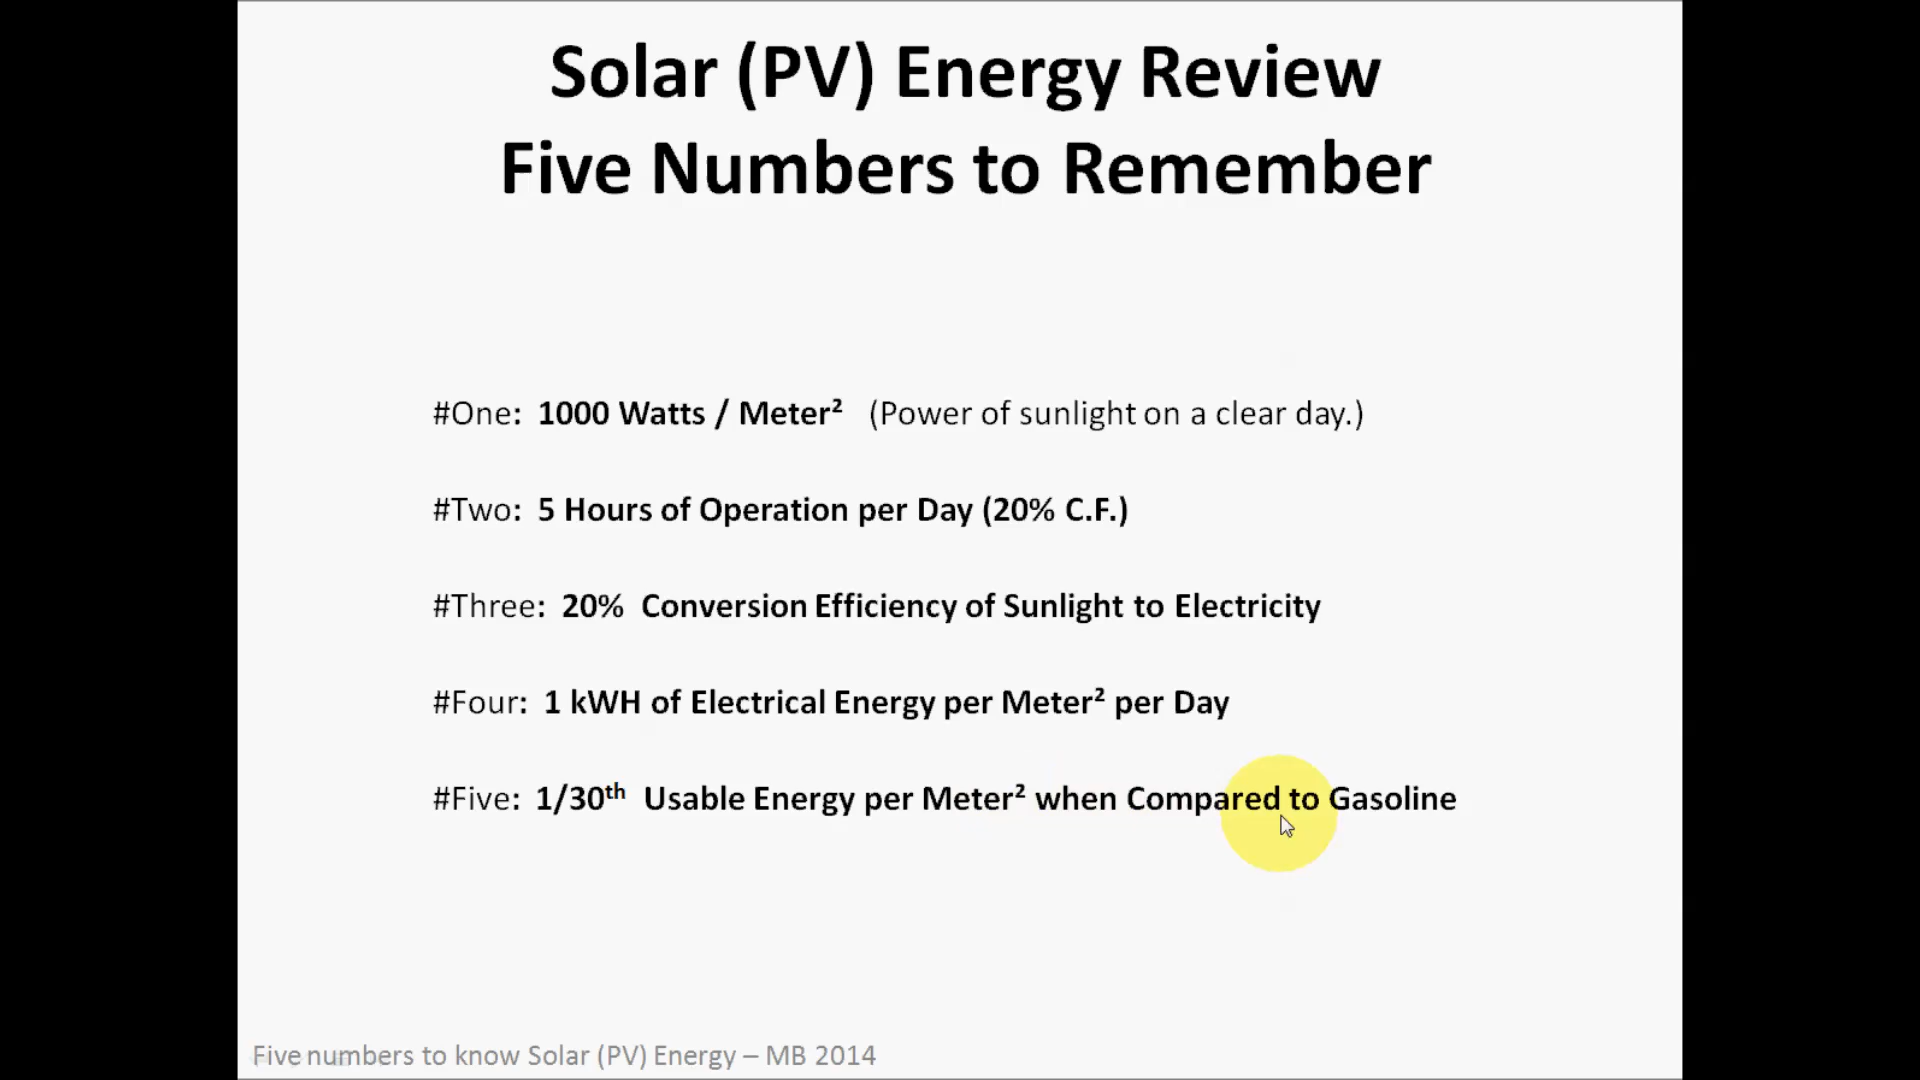 Solar (PV) Energy Review
Five Numbers to Remember
#One: 1000 Watts / Meter² (Power of sunlight on a clear day.)
#Two: 5 Hours of Operation per Day (20% C.F.)
#Three: 20% Conversion Efficiency of Sunlight to Electricity
#Four: 1 kWH of Electrical Energy per Meter² per Day
#Five: 1/30th Usable Energy per Meter² when Compared to Gasoline
Five numbers to know Solar (PV) Energy – MB 2014